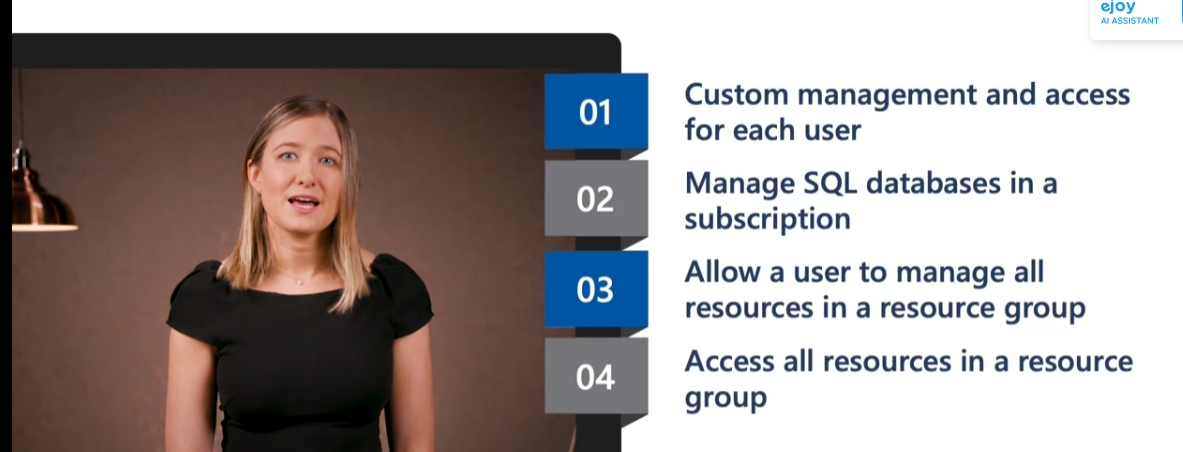 ejoy
AI ASSISTANT
01
Custom management and access
for each user
02
Manage SQL databases in a
subscription
03
Allow a user to manage all
resources in a resource group
04
Access all resources in a resource
group